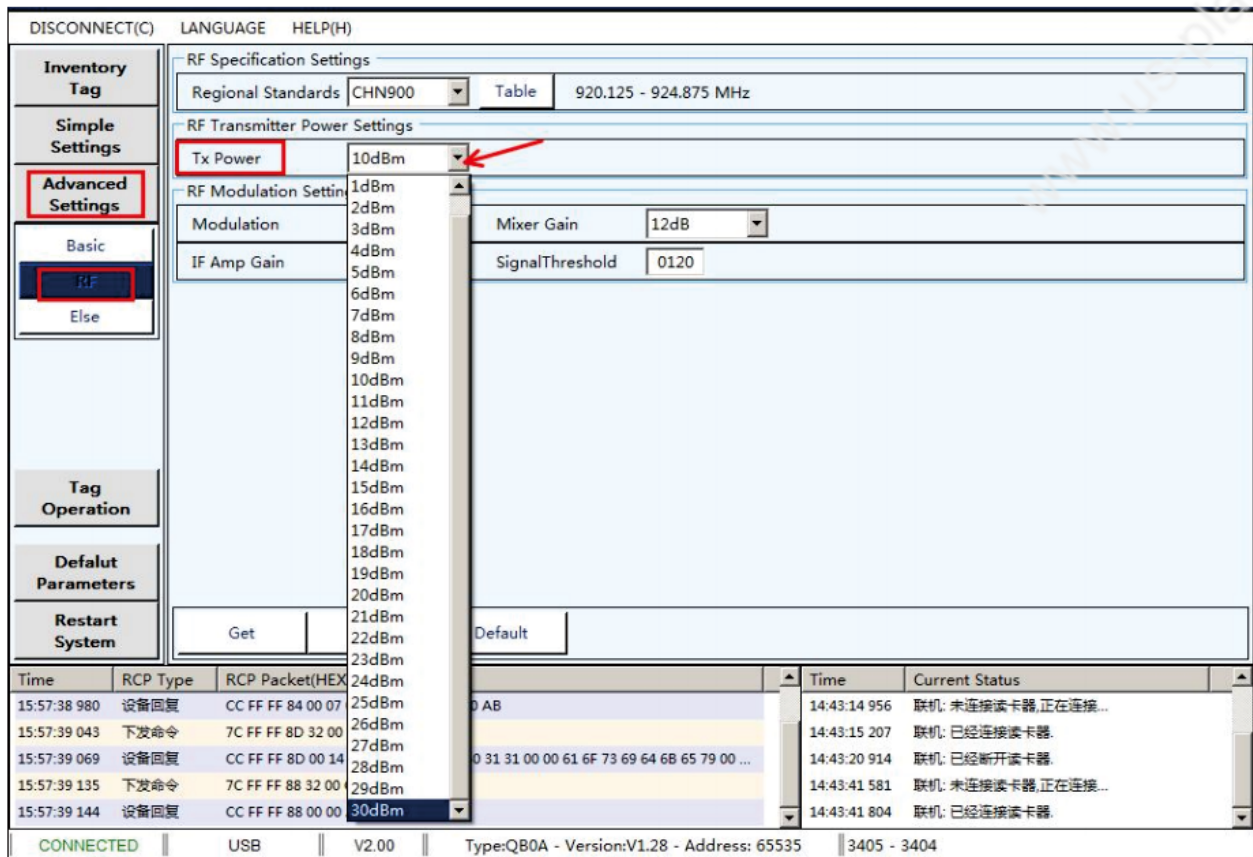 DISCONNECT(C) LANGUAGE HELP(H)
Inventory
Tag
Simple
Settings
Advanced
Settings
Basic
RF
Else
Tag
Operation
Defalut
Parameters
Restart
System
RF Specification Settings
Regional Standards CHN900 Table 920.125 - 924.875 MHz
RF Transmitter Power Settings
Tx Power 10dBm
RF Modulation
Modulation Mixer Gain 12dB
IF Amp Gain SignalThreshold 0120
1dBm
2dBm
3dBm
4dBm
5dBm
6dBm
7dBm
8dBm
9dBm
10dBm
11dBm
12dBm
13dBm
14dBm
15dBm
16dBm
17dBm
18dBm
19dBm
20dBm
21dBm
22dBm
23dBm
24dBm
25dBm
26dBm
27dBm
28dBm
29dBm
30dBm
Get Default
Time RCP Type RCP Packet(HEX
15:57:38 980 设备回复 CC FF FF 84 00 07 AB
15:57:39 043 下发命令 7C FF FF 8D 32 00
15:57:39 069 设备回复 CC FF FF 8D 00 14 31 31 00 00 61 6F 73 69 64 6B 65 79 00 ...
15:57:39 135 下发命令 7C FF FF 88 32 00
15:57:39 144 设备回复 CC FF FF 88 00 00
Time Current Status
14:43:14 956 联机: 未连接读卡器,正在连接...
14:43:15 207 联机: 已经连接读卡器.
14:43:20 914 联机: 已经断开读卡器.
14:43:41 581 联机: 未连接读卡器,正在连接...
14:43:41 804 联机: 已经连接读卡器.
CONNECTED USB V2.00 Type:QB0A - Version:V1.28 - Address: 65535 3405 - 3404